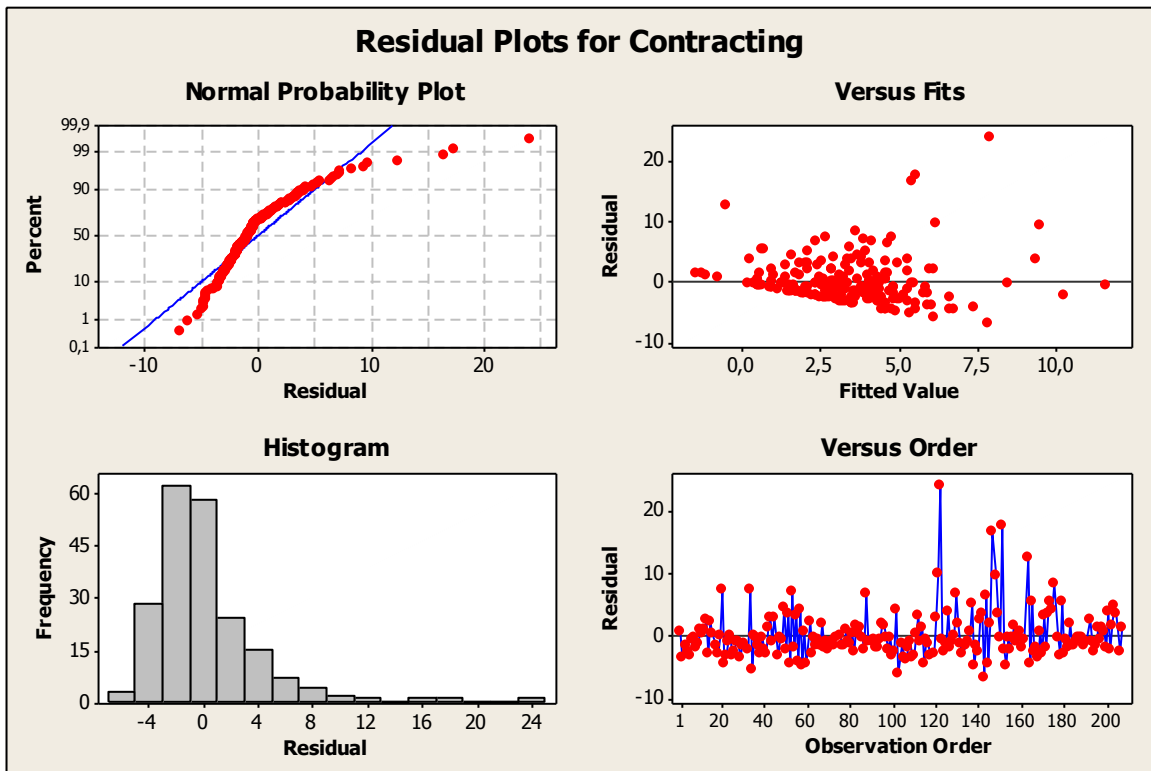 Residual Plots for Contracting
Normal Probability Plot
99,9
99
90
50
10
1
0,1
Percent
-10 0 10 20
Residual
Versus Fits
20
10
0
-10
Residual
0,0 2,5 5,0 7,5 10,0
Fitted Value
Histogram
60
45
30
15
0
Frequency
-4 0 4 8 12 16 20 24
Residual
Versus Order
20
10
0
-10
Residual
1 20 40 60 80 100 120 140 160 180 200
Observation Order